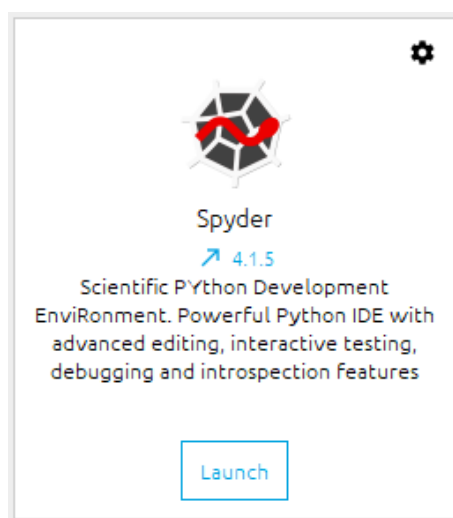 Spyder
4.1.5
Scientific PYthon Development
EnviRonment. Powerful Python IDE with
advanced editing, interactive testing,
debugging and introspection features
Launch